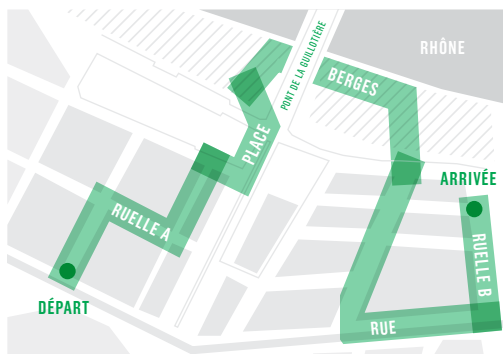 RHÔNE
PONT DE LA GUILLOTIÈRE
BERGES
PLACE
ARRIVÉE
RUELLE A
RUELLE B
DÉPART
RUE